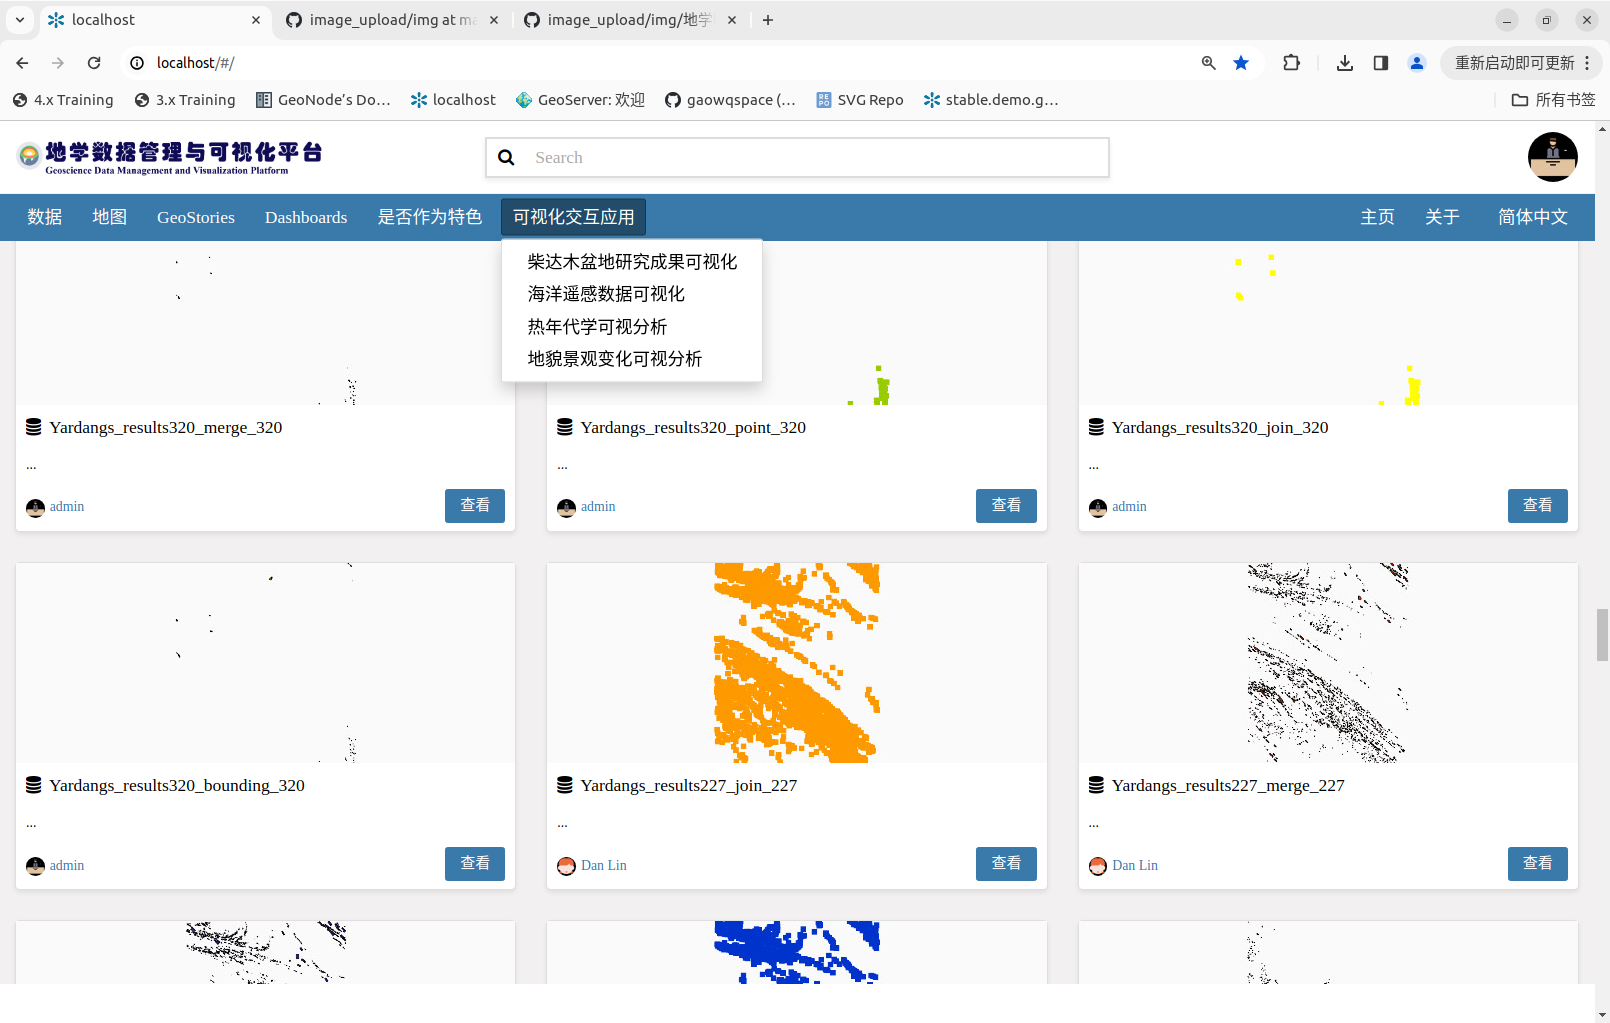 localhost
image_upload/img at ma
image_upload/img/地学
localhost/#/
重新启动即可更新
4.x Training
3.x Training
GeoNode’s Do…
localhost
GeoServer: 欢迎
gaowqspace (…
REPO
SVG Repo
stable.demo.g…
所有书签
地学数据管理与可视化平台
Geoscience Data Management and Visualization Platform
Search
数据
地图
GeoStories
Dashboards
是否作为特色
可视化交互应用
主页
关于
简体中文
柴达木盆地研究成果可视化
海洋遥感数据可视化
热年代学可视分析
地貌景观变化可视分析
Yardangs_results320_merge_320
...
admin
查看
Yardangs_results320_point_320
...
admin
查看
Yardangs_results320_join_320
...
admin
查看
Yardangs_results320_bounding_320
...
admin
查看
Yardangs_results227_join_227
...
Dan Lin
查看
Yardangs_results227_merge_227
...
Dan Lin
查看